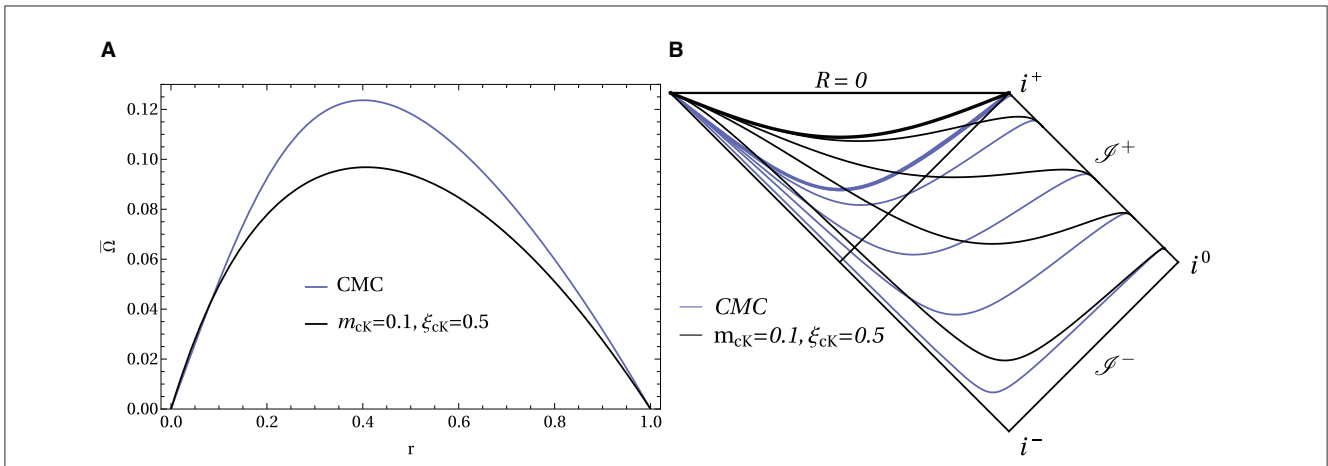 A
0.12
0.10
0.08
0.06
0.04
0.02
0.00
Ω̅
0.0 0.2 0.4 0.6 0.8 1.0
r
CMC
m_cK=0.1, ξ_cK=0.5
B
R = 0
i⁺
ℐ⁺
i⁰
ℐ⁻
i⁻
CMC
m_cK=0.1, ξ_cK=0.5